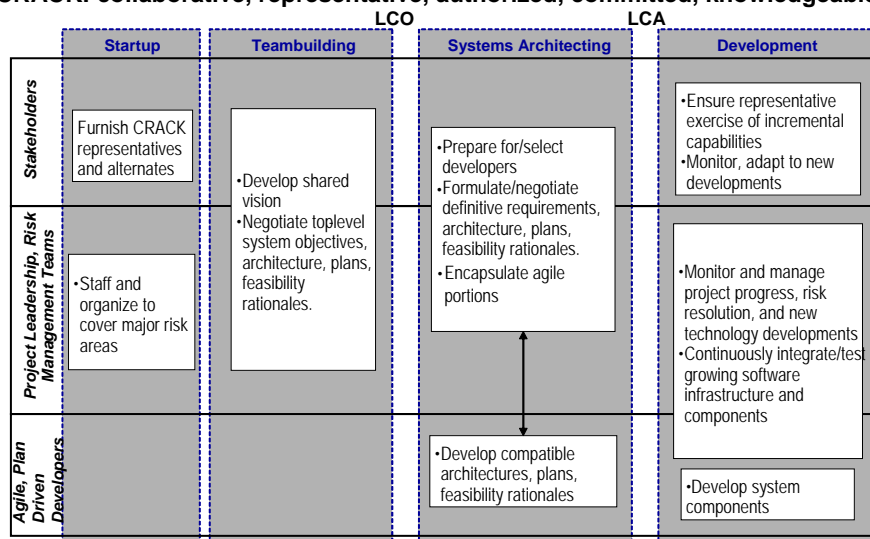 CRACK: collaborative, representative, authorized, committed, knowledgeable
LCO
LCA
Startup
Teambuilding
Systems Architecting
Development
Stakeholders
Furnish CRACK
representatives
and alternates
•Develop shared
vision
•Negotiate top-level
system objectives,
architecture, plans,
feasibility
rationales.
•Prepare for/select
developers
•Formulate/negotiate
definitive requirements,
architecture, plans,
feasibility rationales.
•Encapsulate agile
portions
•Ensure representative
exercise of incremental
capabilities
•Monitor, adapt to new
developments
Project Leadership, Risk
Management Teams
•Staff and
organize to
cover major risk
areas
•Monitor and manage
project progress, risk
resolution, and new
technology developments
•Continuously integrate/test
growing software
infrastructure and
components
Agile, Plan
Driven
Developers
•Develop compatible
architectures, plans,
feasibility rationales
•Develop system
components